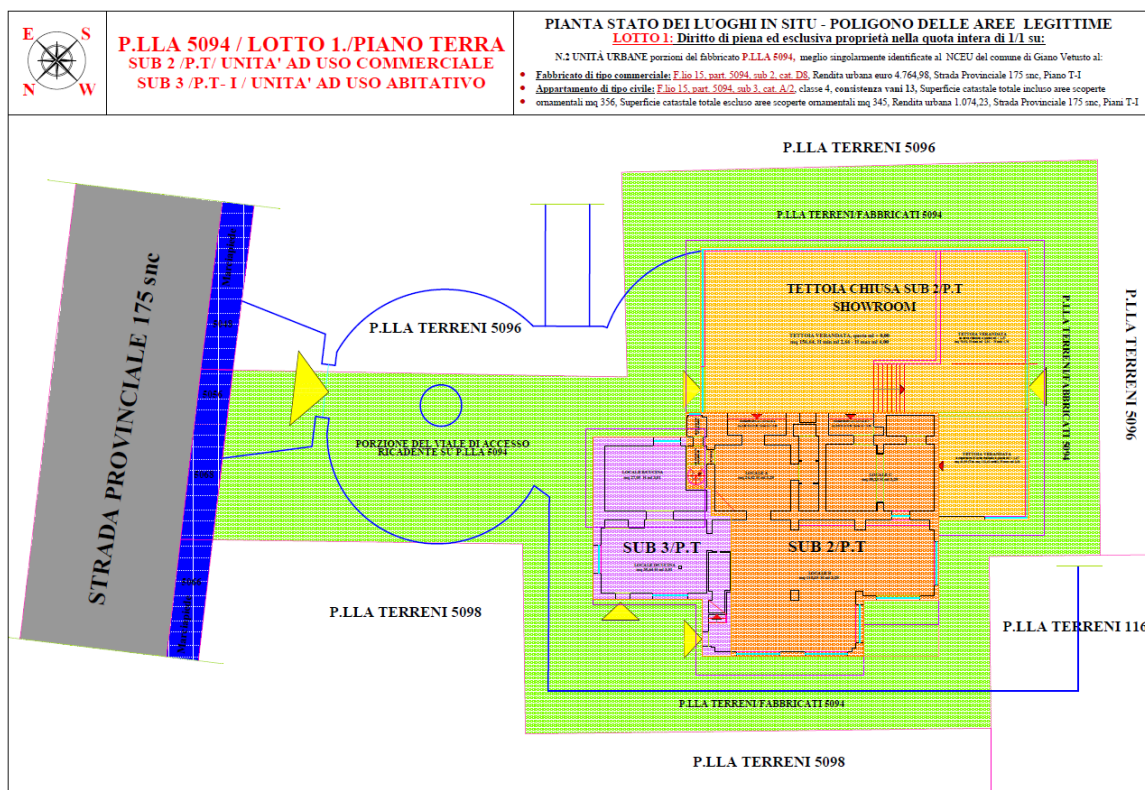 E
S
N
W
P.LLA 5094 / LOTTO 1./PIANO TERRA
SUB 2 /P.T/ UNITA' AD USO COMMERCIALE
SUB 3 /P.T- I / UNITA' AD USO ABITATIVO
PIANTA STATO DEI LUOGHI IN SITU - POLIGONO DELLE AREE LEGITTIME
LOTTO 1: Diritto di piena ed esclusiva proprietà nella quota intera di 1/1 su:
N.2 UNITÀ URBANE porzioni del fabbricato P.LLA 5094, meglio singolarmente identificate al NCEU del comune di Giano Vetusto al:
Fabbricato di tipo commerciale: F.lio 15, part. 5094, sub 2, cat. D8, Rendita urbana euro 4.764,98, Strada Provinciale 175 snc, Piano T-I
Appartamento di tipo civile: F.lio 15, part. 5094, sub 3, cat. A/2, classe 4, consistenza vani 13, Superficie catastale totale incluso aree scoperte
ornamentali mq 356, Superficie catastale totale escluso aree scoperte ornamentali mq 345, Rendita urbana 1.074,23, Strada Provinciale 175 snc, Piani T-I
P.LLA TERRENI 5096
P.LLA TERRENI/FABBRICATI 5094
STRADA PROVINCIALE 175 snc
TETTOIA CHIUSA SUB 2/P.T
SHOWROOM
P.LLA TERRENI 5096
P.LLA TERRENI/FABBRICATI 5094
P.LLA TERRENI 5096
TETTOIA VERANDATA
TETTOIA VERANDATA
PORZIONE DEL VIALE DI ACCESSO
RICADENTE SU P.LLA 5094
TETTOIA VERANDATA
SUB 3/P.T
SUB 2/P.T
P.LLA TERRENI 5098
P.LLA TERRENI 116
P.LLA TERRENI/FABBRICATI 5094
P.LLA TERRENI 5098